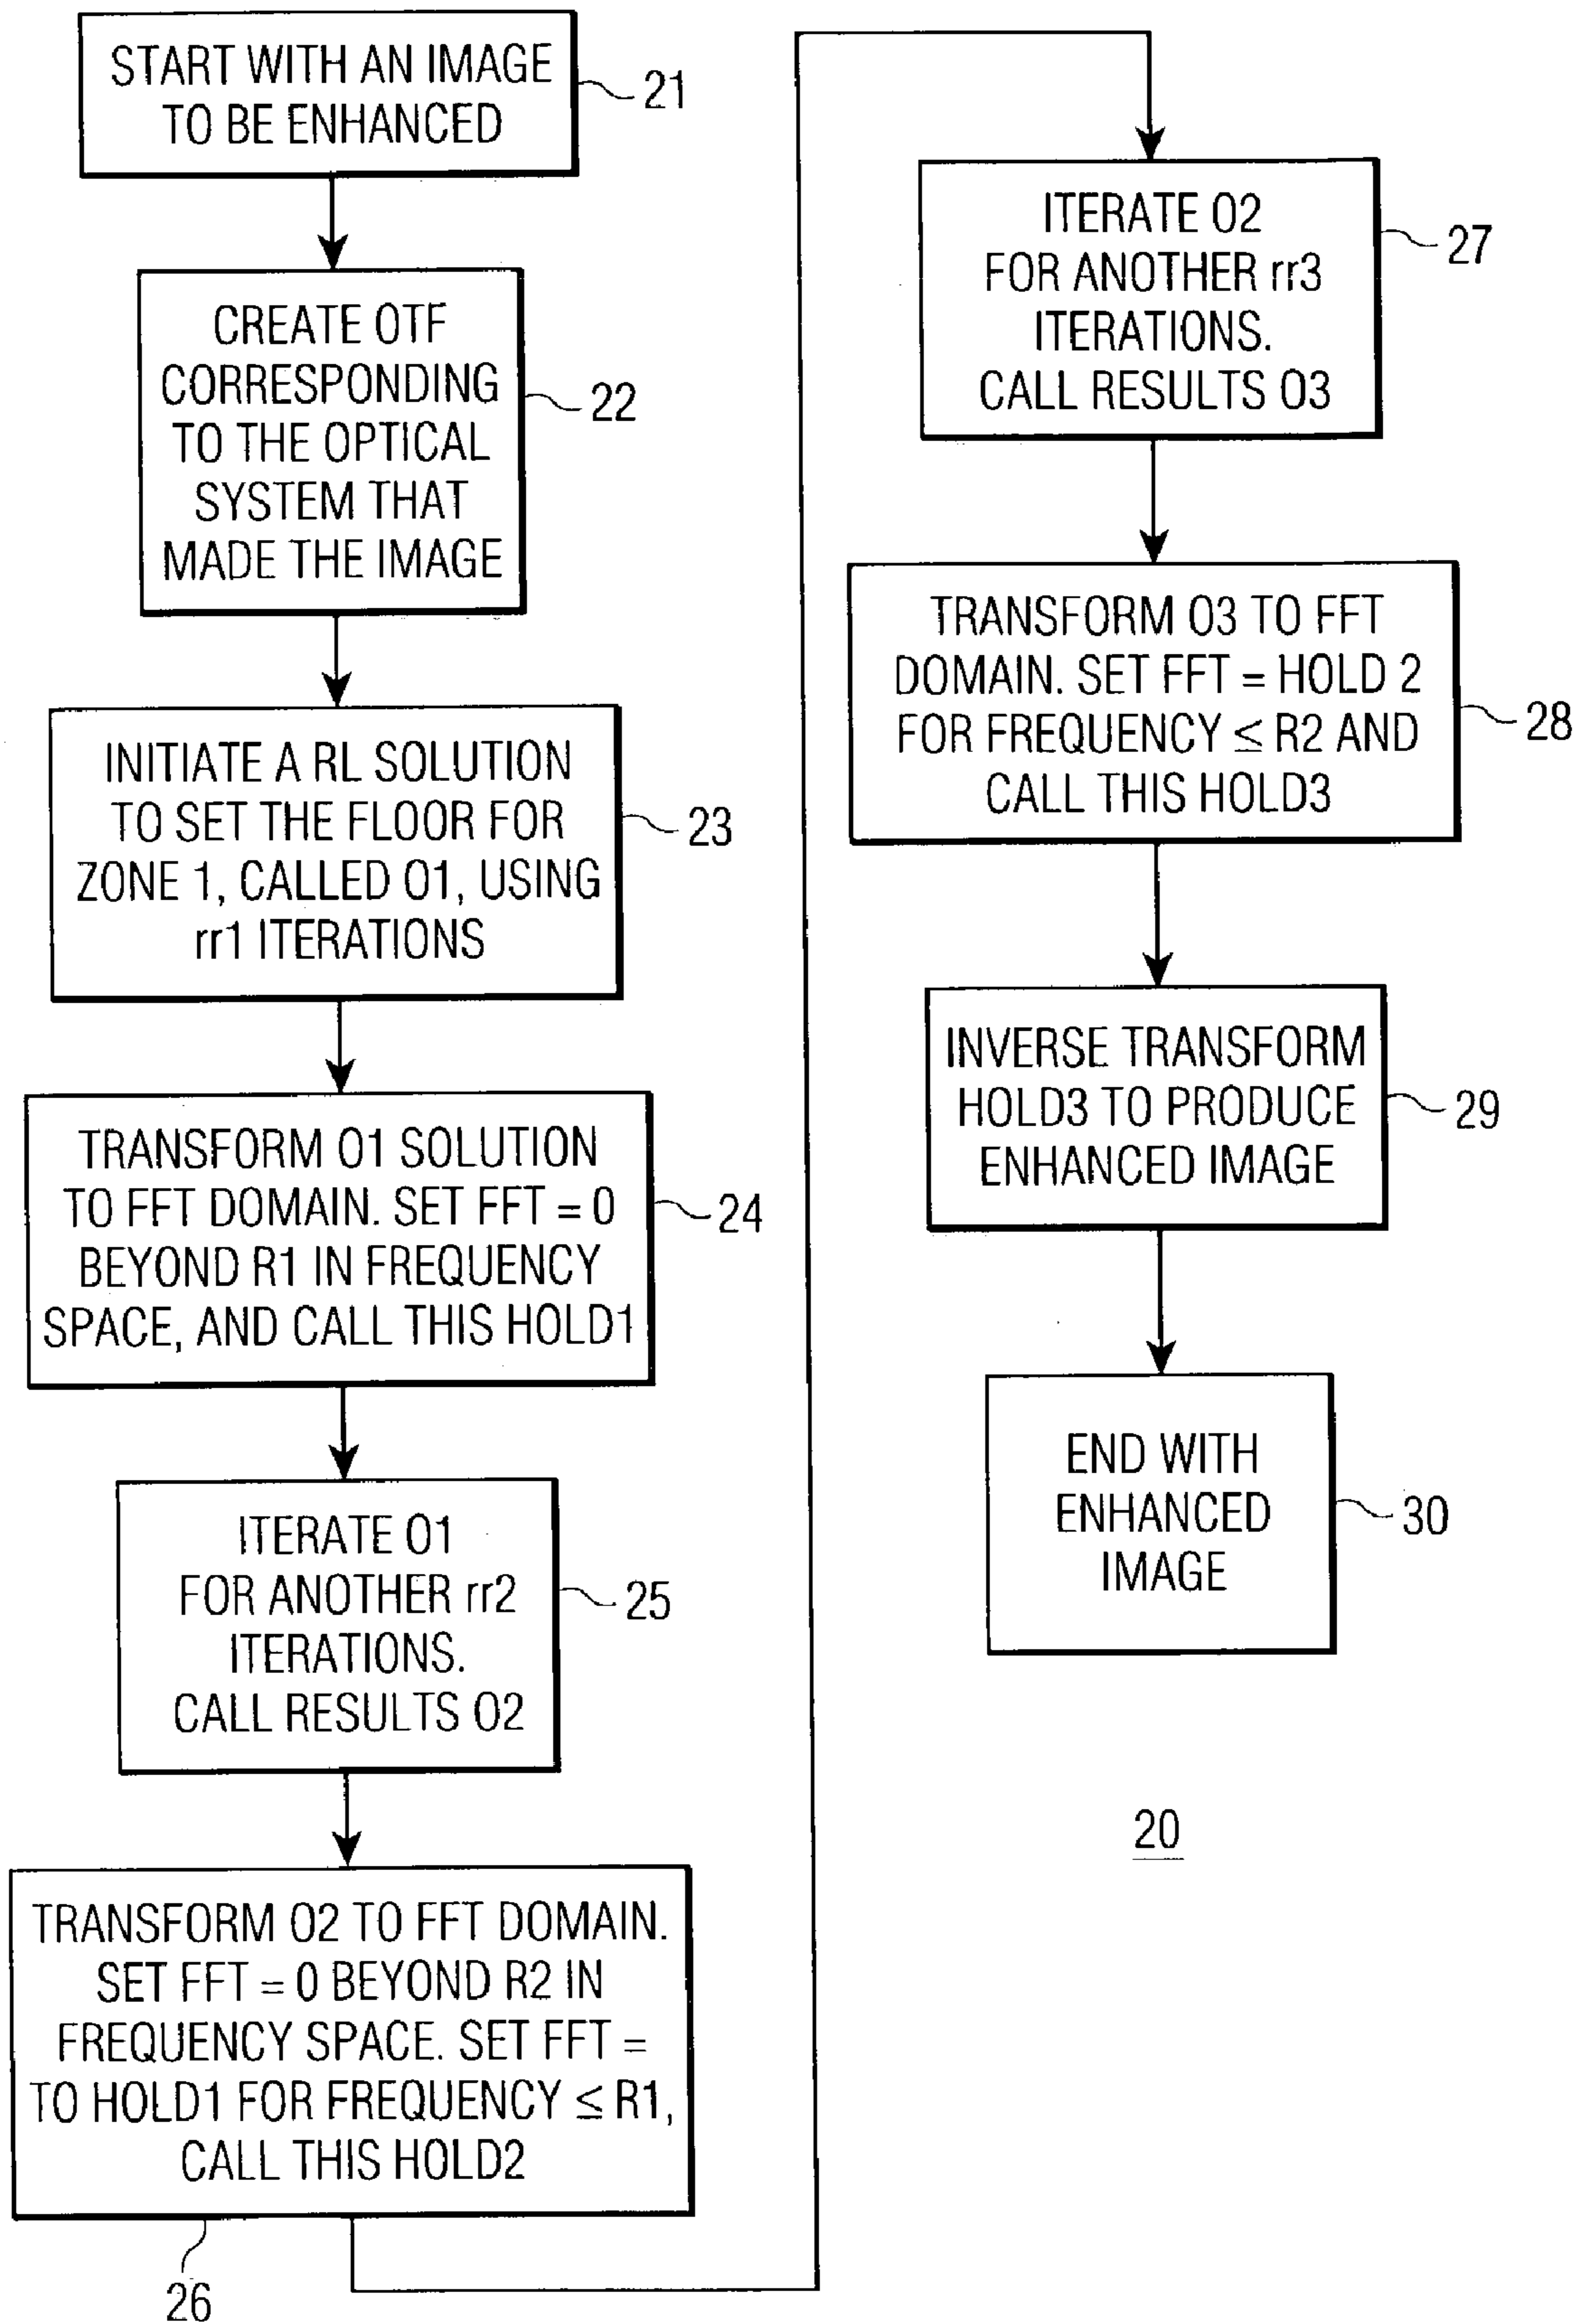 START WITH AN IMAGE
TO BE ENHANCED
21
CREATE OTF
CORRESPONDING
TO THE OPTICAL
SYSTEM THAT
MADE THE IMAGE
22
INITIATE A RL SOLUTION
TO SET THE FLOOR FOR
ZONE 1, CALLED O1, USING
rr1 ITERATIONS
23
TRANSFORM O1 SOLUTION
TO FFT DOMAIN. SET FFT = 0
BEYOND R1 IN FREQUENCY
SPACE, AND CALL THIS HOLD1
24
ITERATE O1
FOR ANOTHER rr2
ITERATIONS.
CALL RESULTS O2
25
TRANSFORM O2 TO FFT DOMAIN.
SET FFT = 0 BEYOND R2 IN
FREQUENCY SPACE. SET FFT =
TO HOLD1 FOR FREQUENCY ≤ R1,
CALL THIS HOLD2
26
ITERATE O2
FOR ANOTHER rr3
ITERATIONS.
CALL RESULTS O3
27
TRANSFORM O3 TO FFT
DOMAIN. SET FFT = HOLD 2
FOR FREQUENCY ≤ R2 AND
CALL THIS HOLD3
28
INVERSE TRANSFORM
HOLD3 TO PRODUCE
ENHANCED IMAGE
29
END WITH
ENHANCED
IMAGE
30
20